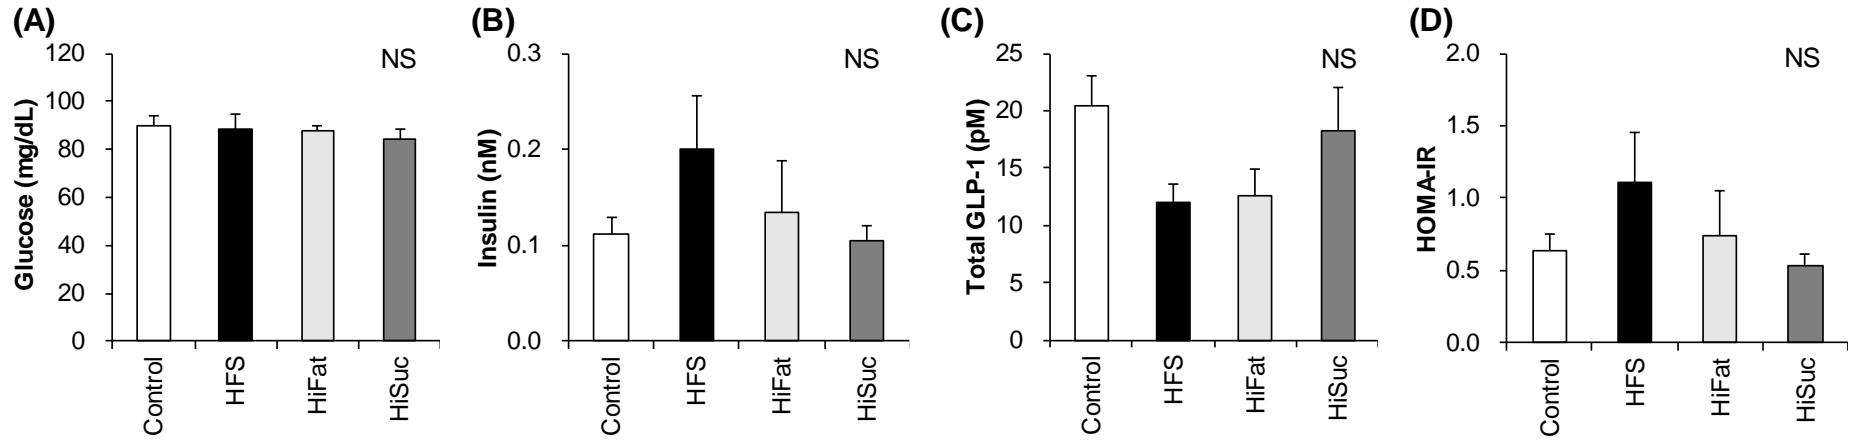 (A)
NS
Glucose (mg/dL)
120
100
80
60
40
20
0
Control
HFS
HiFat
HiSuc
(B)
NS
Insulin (nM)
0.3
0.2
0.1
0.0
Control
HFS
HiFat
HiSuc
(C)
NS
Total GLP-1 (pM)
25
20
15
10
5
0
Control
HFS
HiFat
HiSuc
(D)
NS
HOMA-IR
2.0
1.5
1.0
0.5
0.0
Control
HFS
HiFat
HiSuc